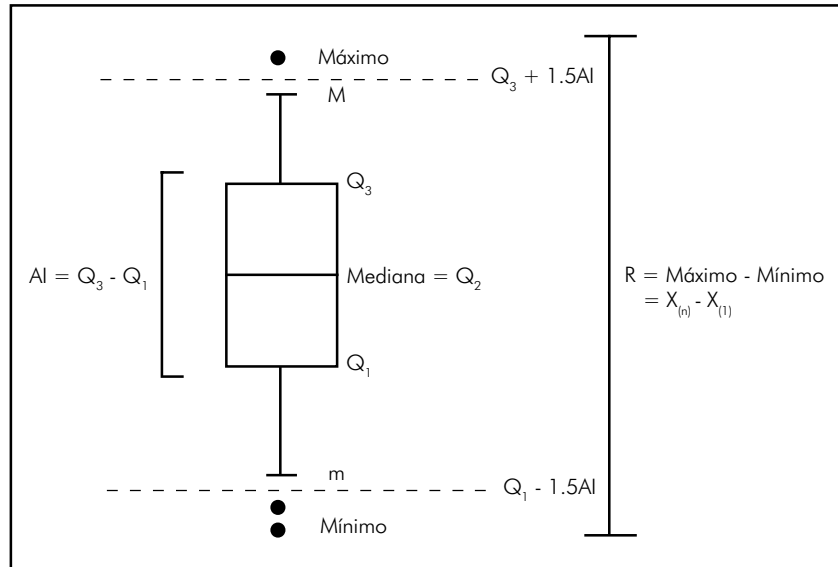 Máximo
Q₃ + 1.5AI
M
Q₃
AI = Q₃ - Q₁
Mediana = Q₂
R = Máximo - Mínimo
= X₍ₙ₎ - X₍₁₎
Q₁
m
Q₁ - 1.5AI
Mínimo